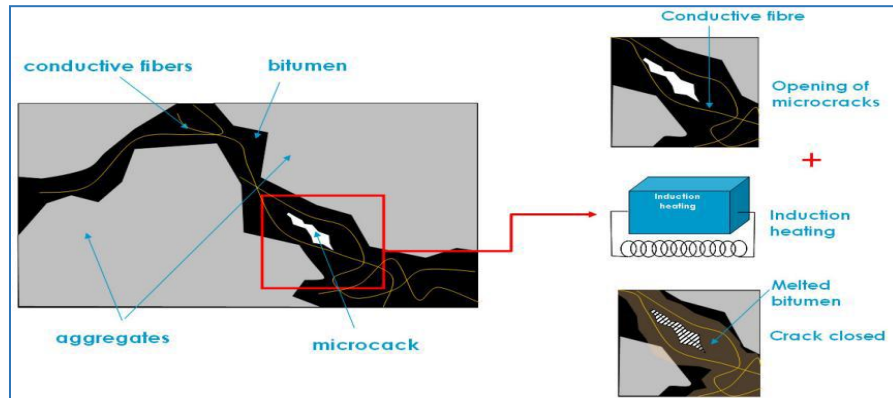 conductive fibers
bitumen
aggregates
microcack
Conductive fibre
Opening of
microcracks
+
Induction
heating
Induction
heating
Melted
bitumen
Crack closed